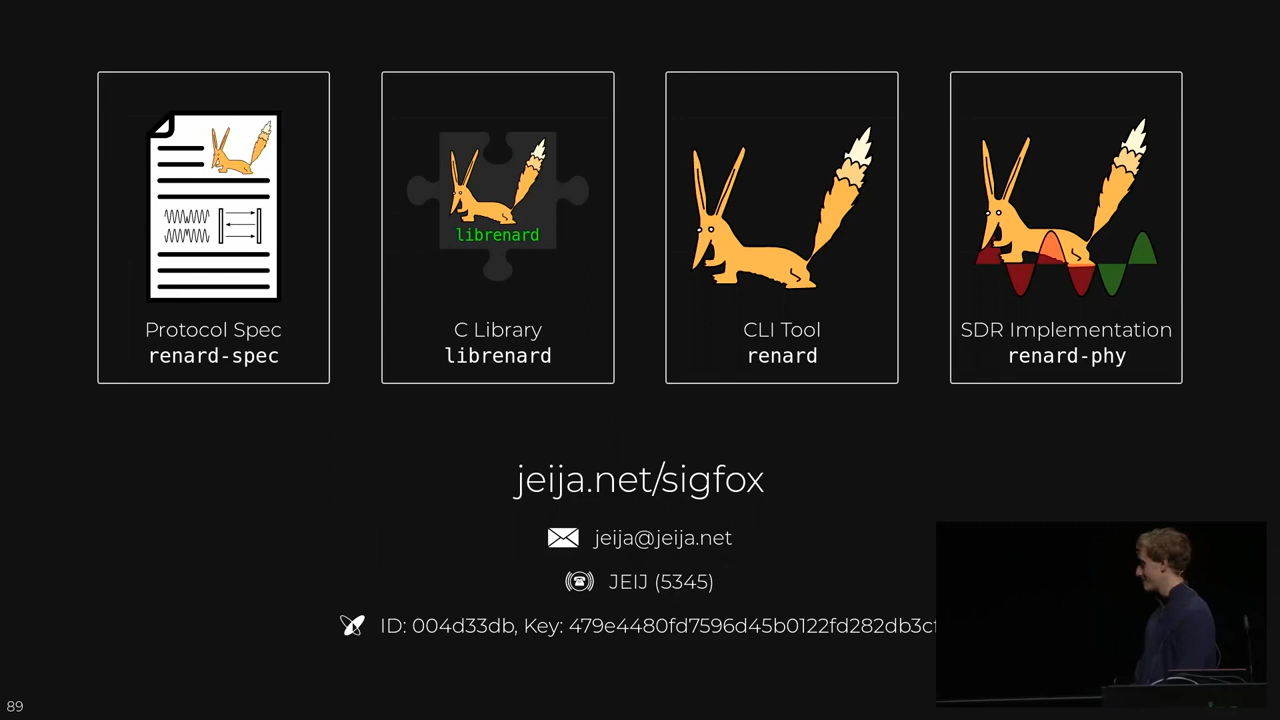 librenard
Protocol Spec
renard-spec
C Library
librenard
CLI Tool
renard
SDR Implementation
renard-phy
jeija.net/sigfox
jeija@jeija.net
JEIJ (5345)
ID: 004d33db, Key: 479e4480fd7596d45b0122fd282db3cf
89